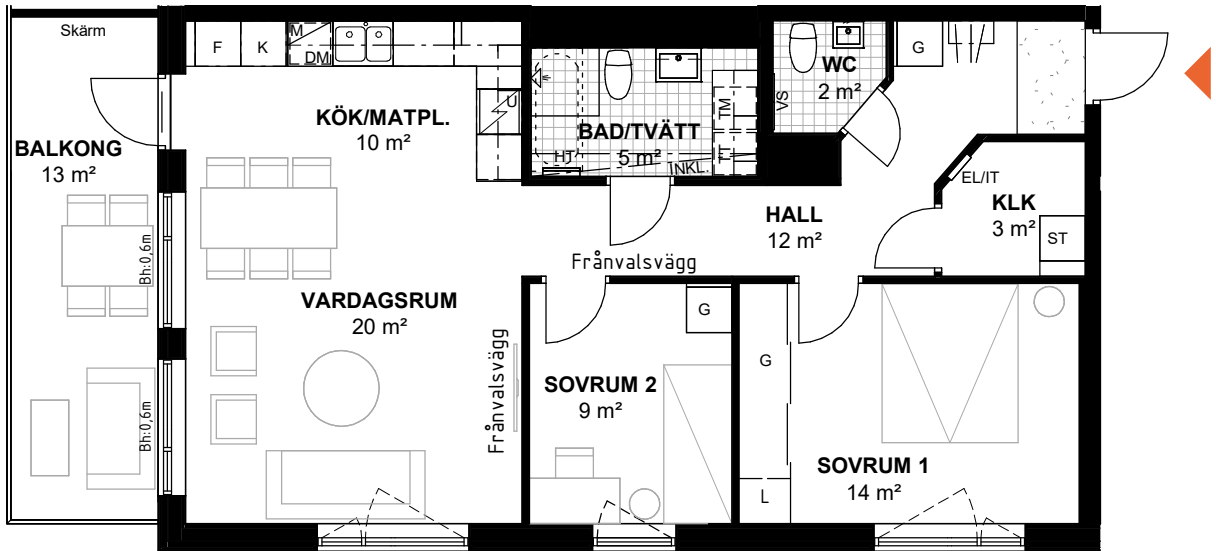 Skärm
F
K
M
DM
U
KÖK/MATPL.
10 m²
BALKONG
13 m²
Bh:0,6m
Bh:0,6m
VARDAGSRUM
20 m²
BAD/TVÄTT
5 m²
HT
INKL.
TM
TT
VS
WC
2 m²
G
HALL
12 m²
Frånvalsvägg
EL/IT
KLK
3 m²
ST
Frånvalsvägg
G
SOVRUM 2
9 m²
G
L
SOVRUM 1
14 m²